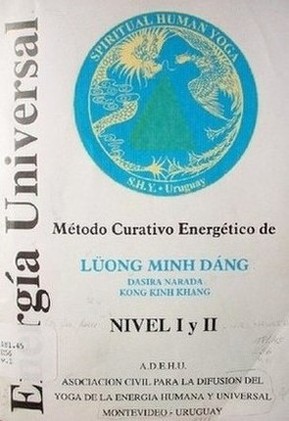 Energía Universal
SPIRITUAL HUMAN YOGA
S.H.Y. • Uruguay
Método Curativo Energético de
LÜONG MINH DÁNG
DASIRA NARADA
KONG KINH KHANG
NIVEL I y II
A.D.E.H.U.
ASOCIACION CIVIL PARA LA DIFUSION DEL
YOGA DE LA ENERGIA HUMANA Y UNIVERSAL
MONTEVIDEO - URUGUAY